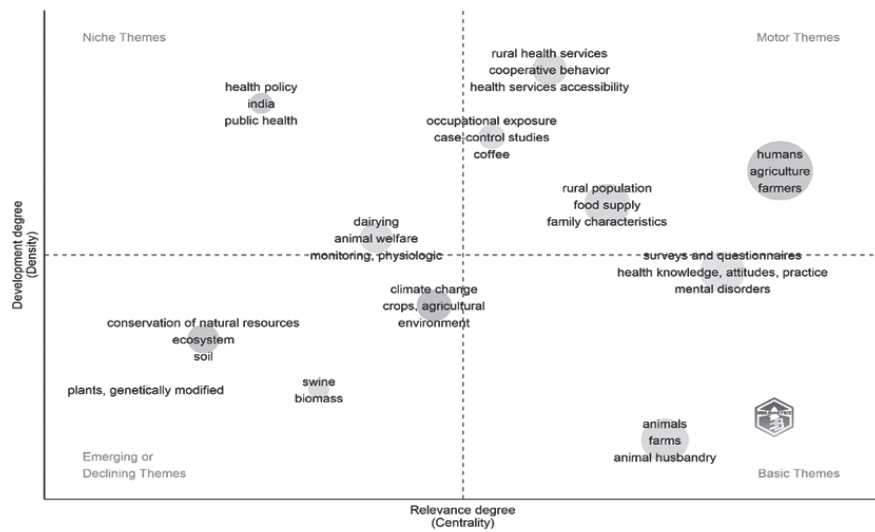 Niche Themes
Motor Themes
rural health services
cooperative behavior
health services accessibility
health policy
india
public health
occupational exposure
case-control studies
coffee
humans
agriculture
farmers
rural population
food supply
family characteristics
dairying
animal welfare
monitoring, physiologic
surveys and questionnaires
health knowledge, attitudes, practice
mental disorders
climate change
crops, agricultural
environment
conservation of natural resources
ecosystem
soil
plants, genetically modified
swine
biomass
animals
farms
animal husbandry
Emerging or
Declining Themes
Basic Themes
Development degree
(Density)
Relevance degree
(Centrality)